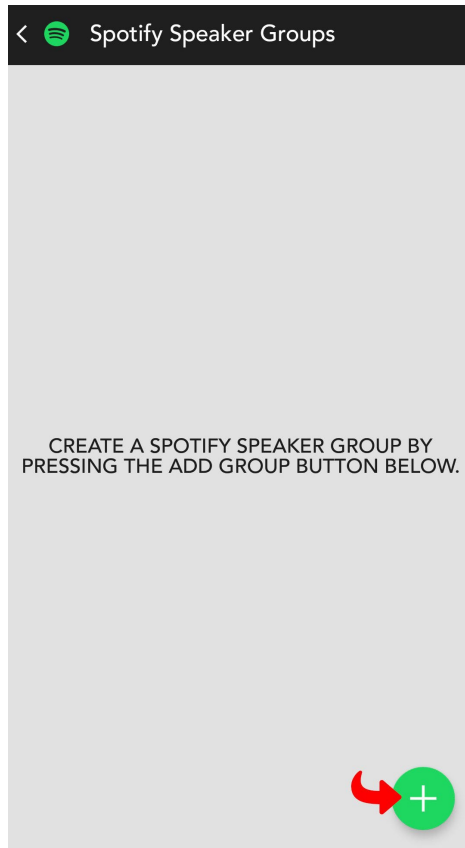 Spotify Speaker Groups
CREATE A SPOTIFY SPEAKER GROUP BY
PRESSING THE ADD GROUP BUTTON BELOW.